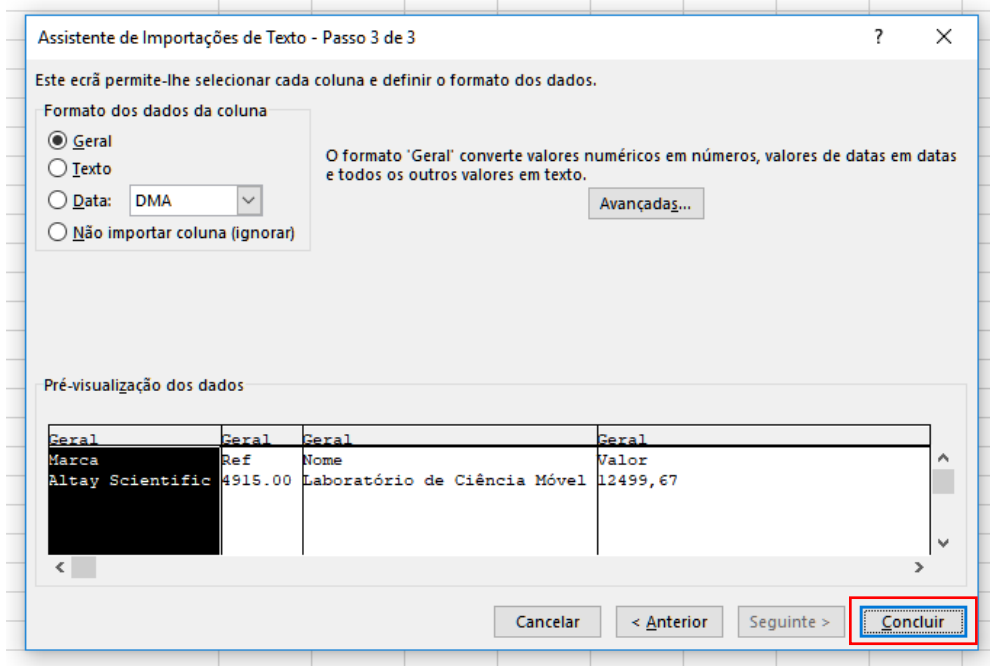 Assistente de Importações de Texto - Passo 3 de 3
?
Este ecrã permite-lhe selecionar cada coluna e definir o formato dos dados.
Formato dos dados da coluna
Geral
Texto
Data: DMA
Não importar coluna (ignorar)
O formato 'Geral' converte valores numéricos em números, valores de datas em datas
e todos os outros valores em texto.
Avançadas...
Pré-visualização dos dados
Geral Geral Geral Geral
Marca Ref Nome Valor
Altay Scientific 4915.00 Laboratório de Ciência Móvel 12499,67
Cancelar < Anterior Seguinte > Concluir